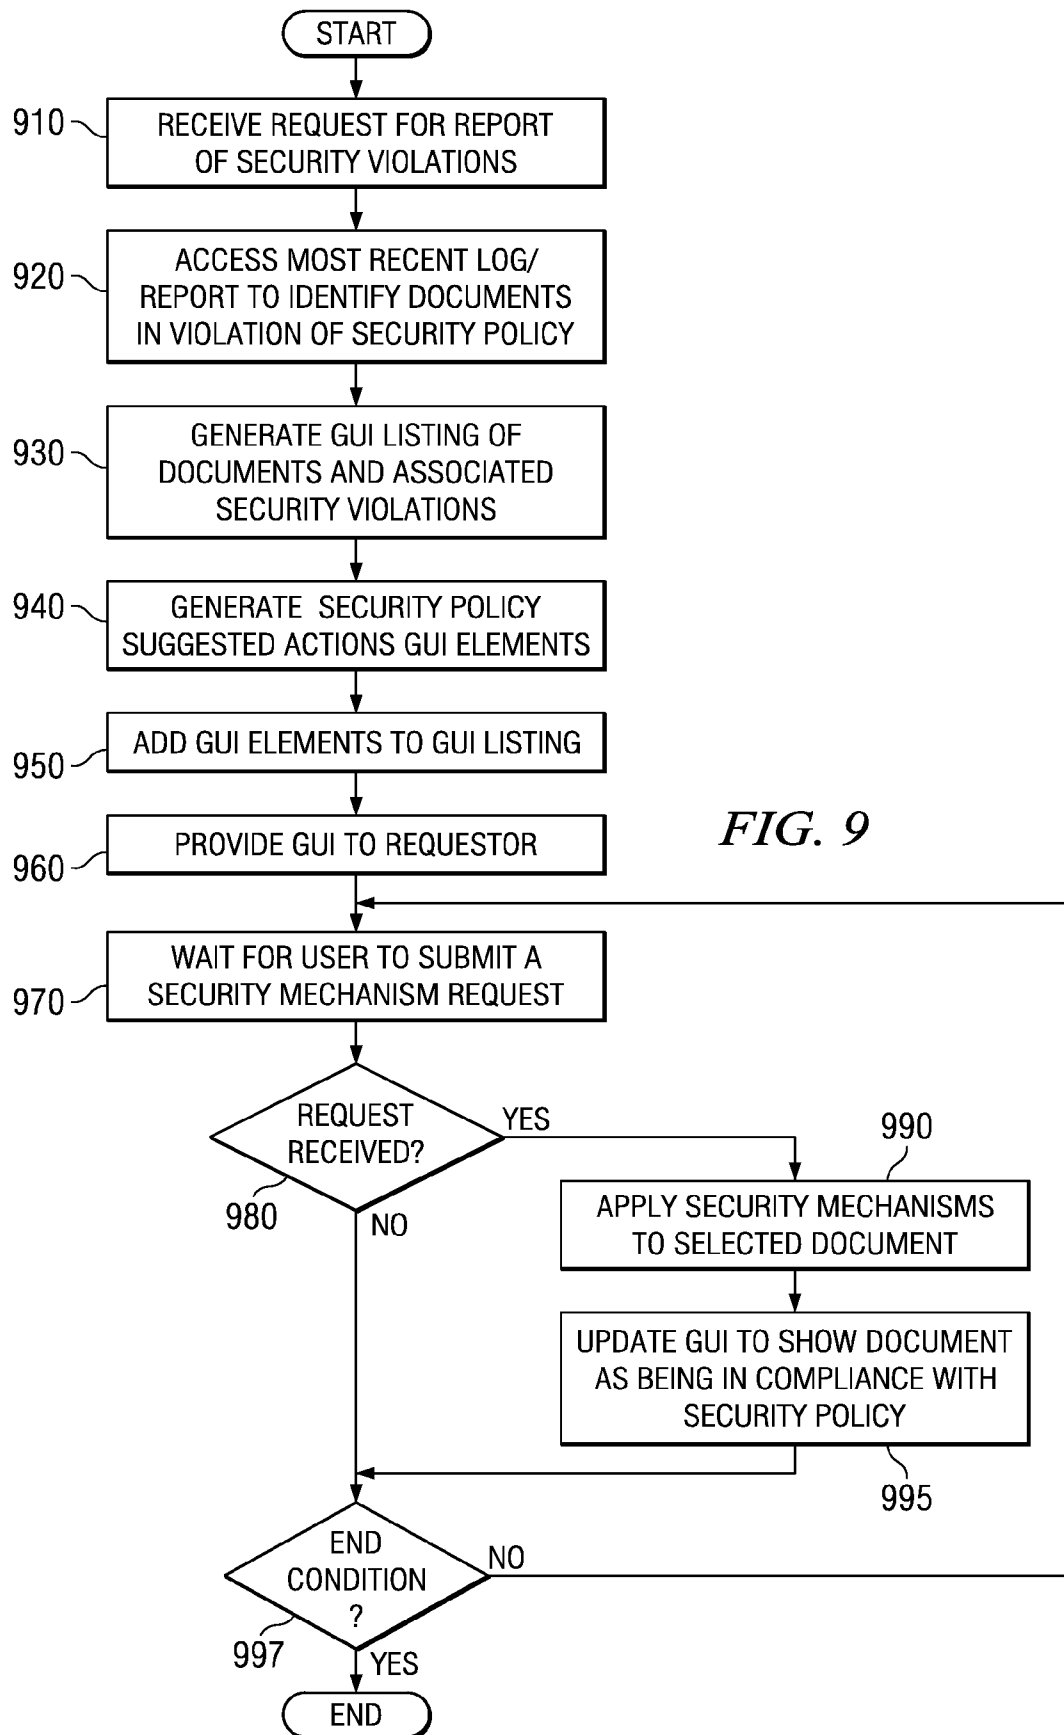 START
910
RECEIVE REQUEST FOR REPORT
OF SECURITY VIOLATIONS
920
ACCESS MOST RECENT LOG/
REPORT TO IDENTIFY DOCUMENTS
IN VIOLATION OF SECURITY POLICY
930
GENERATE GUI LISTING OF
DOCUMENTS AND ASSOCIATED
SECURITY VIOLATIONS
940
GENERATE SECURITY POLICY
SUGGESTED ACTIONS GUI ELEMENTS
950
ADD GUI ELEMENTS TO GUI LISTING
960
PROVIDE GUI TO REQUESTOR
FIG. 9
970
WAIT FOR USER TO SUBMIT A
SECURITY MECHANISM REQUEST
REQUEST
RECEIVED?
YES
980
NO
990
APPLY SECURITY MECHANISMS
TO SELECTED DOCUMENT
UPDATE GUI TO SHOW DOCUMENT
AS BEING IN COMPLIANCE WITH
SECURITY POLICY
995
END
CONDITION
?
NO
997
YES
END